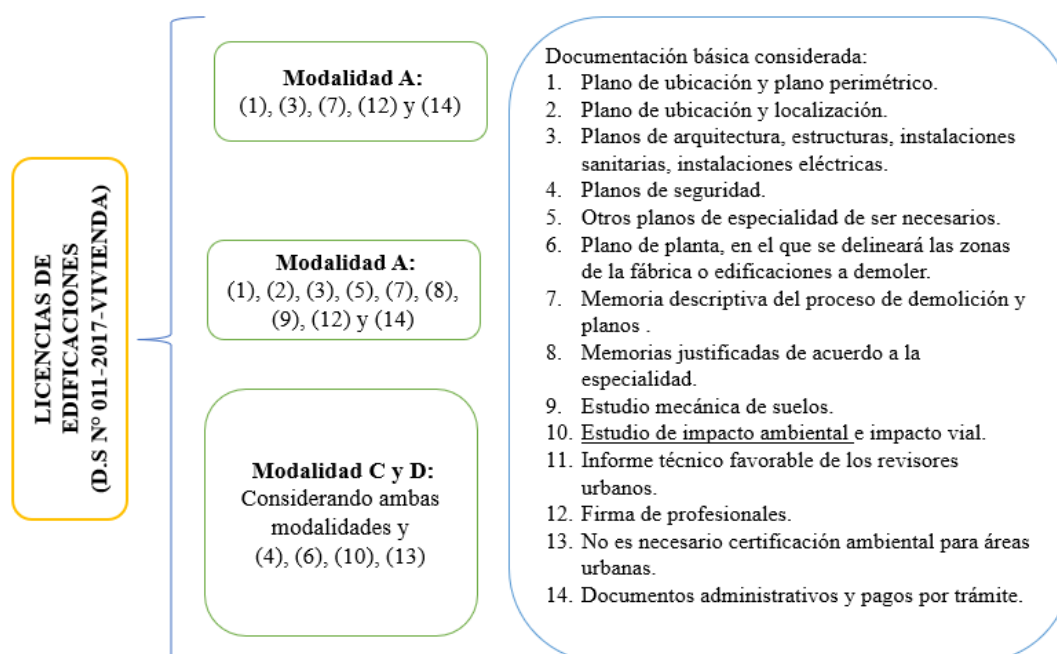 LICENCIAS DE
EDIFICACIONES
(D.S N° 011-2017-VIVIENDA)
Modalidad A:
(1), (3), (7), (12) y (14)
Modalidad A:
(1), (2), (3), (5), (7), (8),
(9), (12) y (14)
Modalidad C y D:
Considerando ambas
modalidades y
(4), (6), (10), (13)
Documentación básica considerada:
1. Plano de ubicación y plano perimétrico.
2. Plano de ubicación y localización.
3. Planos de arquitectura, estructuras, instalaciones
sanitarias, instalaciones eléctricas.
4. Planos de seguridad.
5. Otros planos de especialidad de ser necesarios.
6. Plano de planta, en el que se delineará las zonas
de la fábrica o edificaciones a demoler.
7. Memoria descriptiva del proceso de demolición y
planos .
8. Memorias justificadas de acuerdo a la
especialidad.
9. Estudio mecánica de suelos.
10. Estudio de impacto ambiental e impacto vial.
11. Informe técnico favorable de los revisores
urbanos.
12. Firma de profesionales.
13. No es necesario certificación ambiental para áreas
urbanas.
14. Documentos administrativos y pagos por trámite.